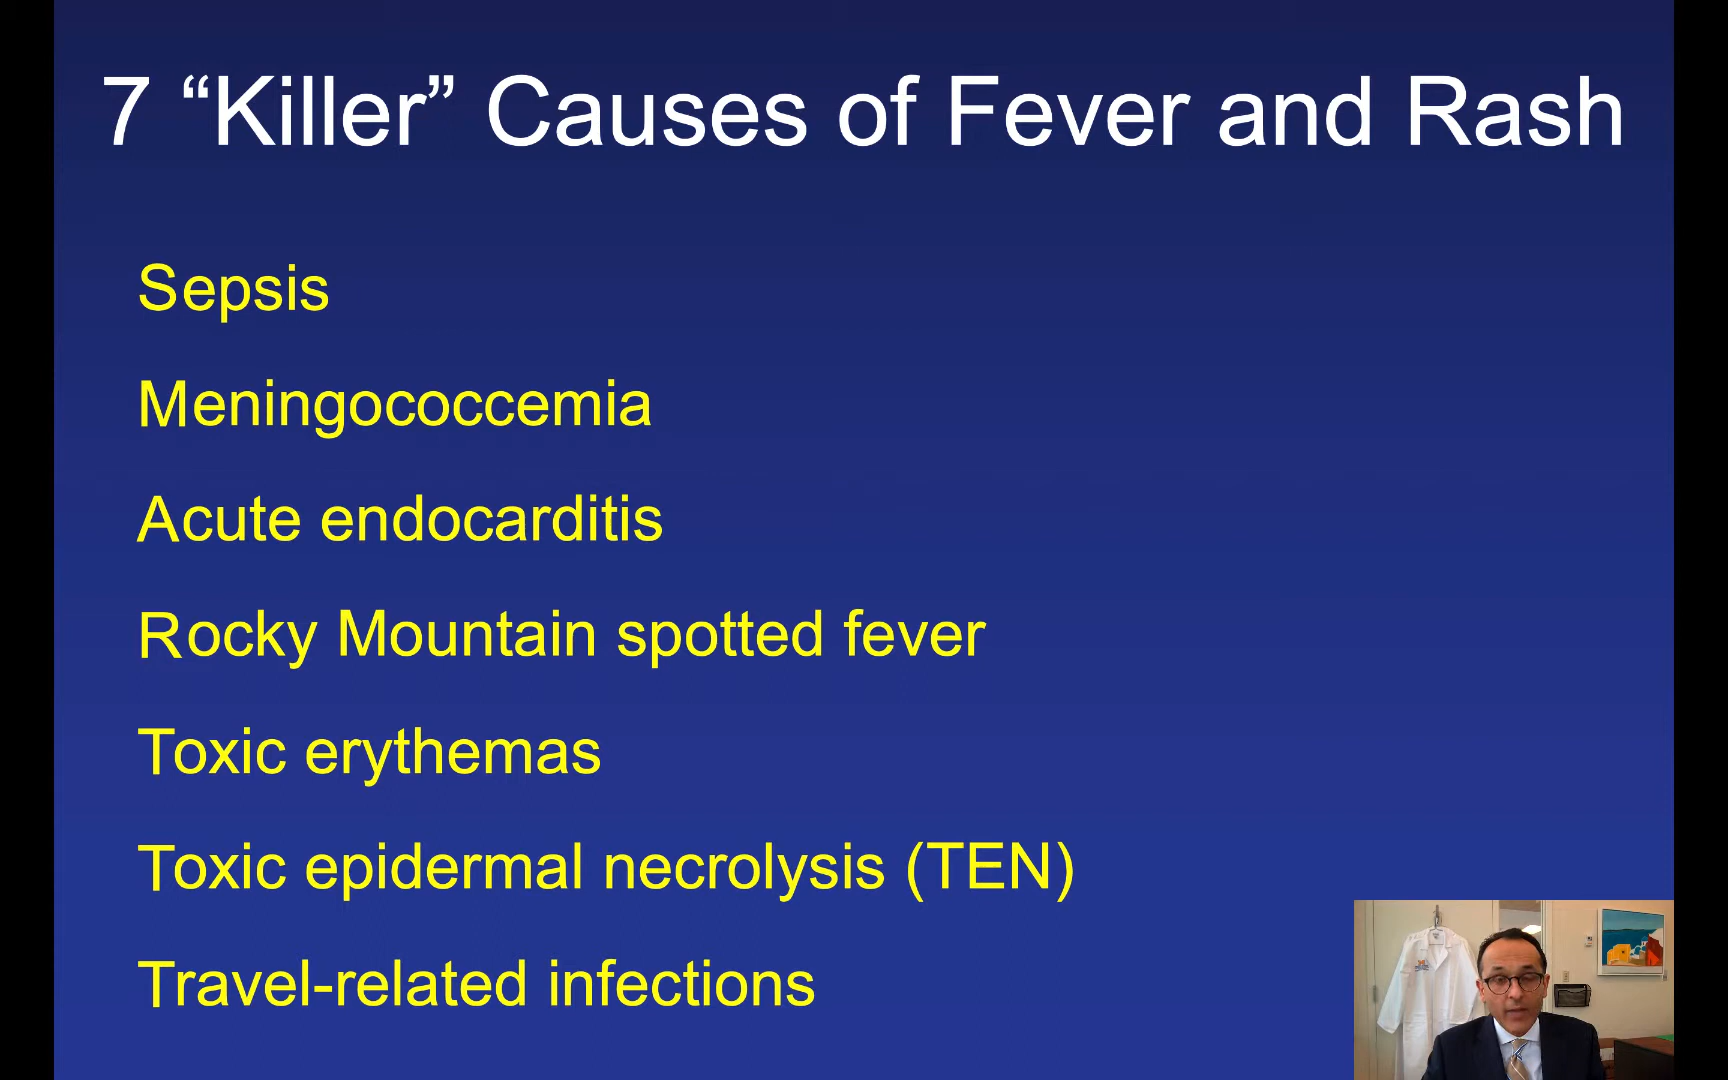 7 “Killer” Causes of Fever and Rash
Sepsis
Meningococcemia
Acute endocarditis
Rocky Mountain spotted fever
Toxic erythemas
Toxic epidermal necrolysis (TEN)
Travel-related infections